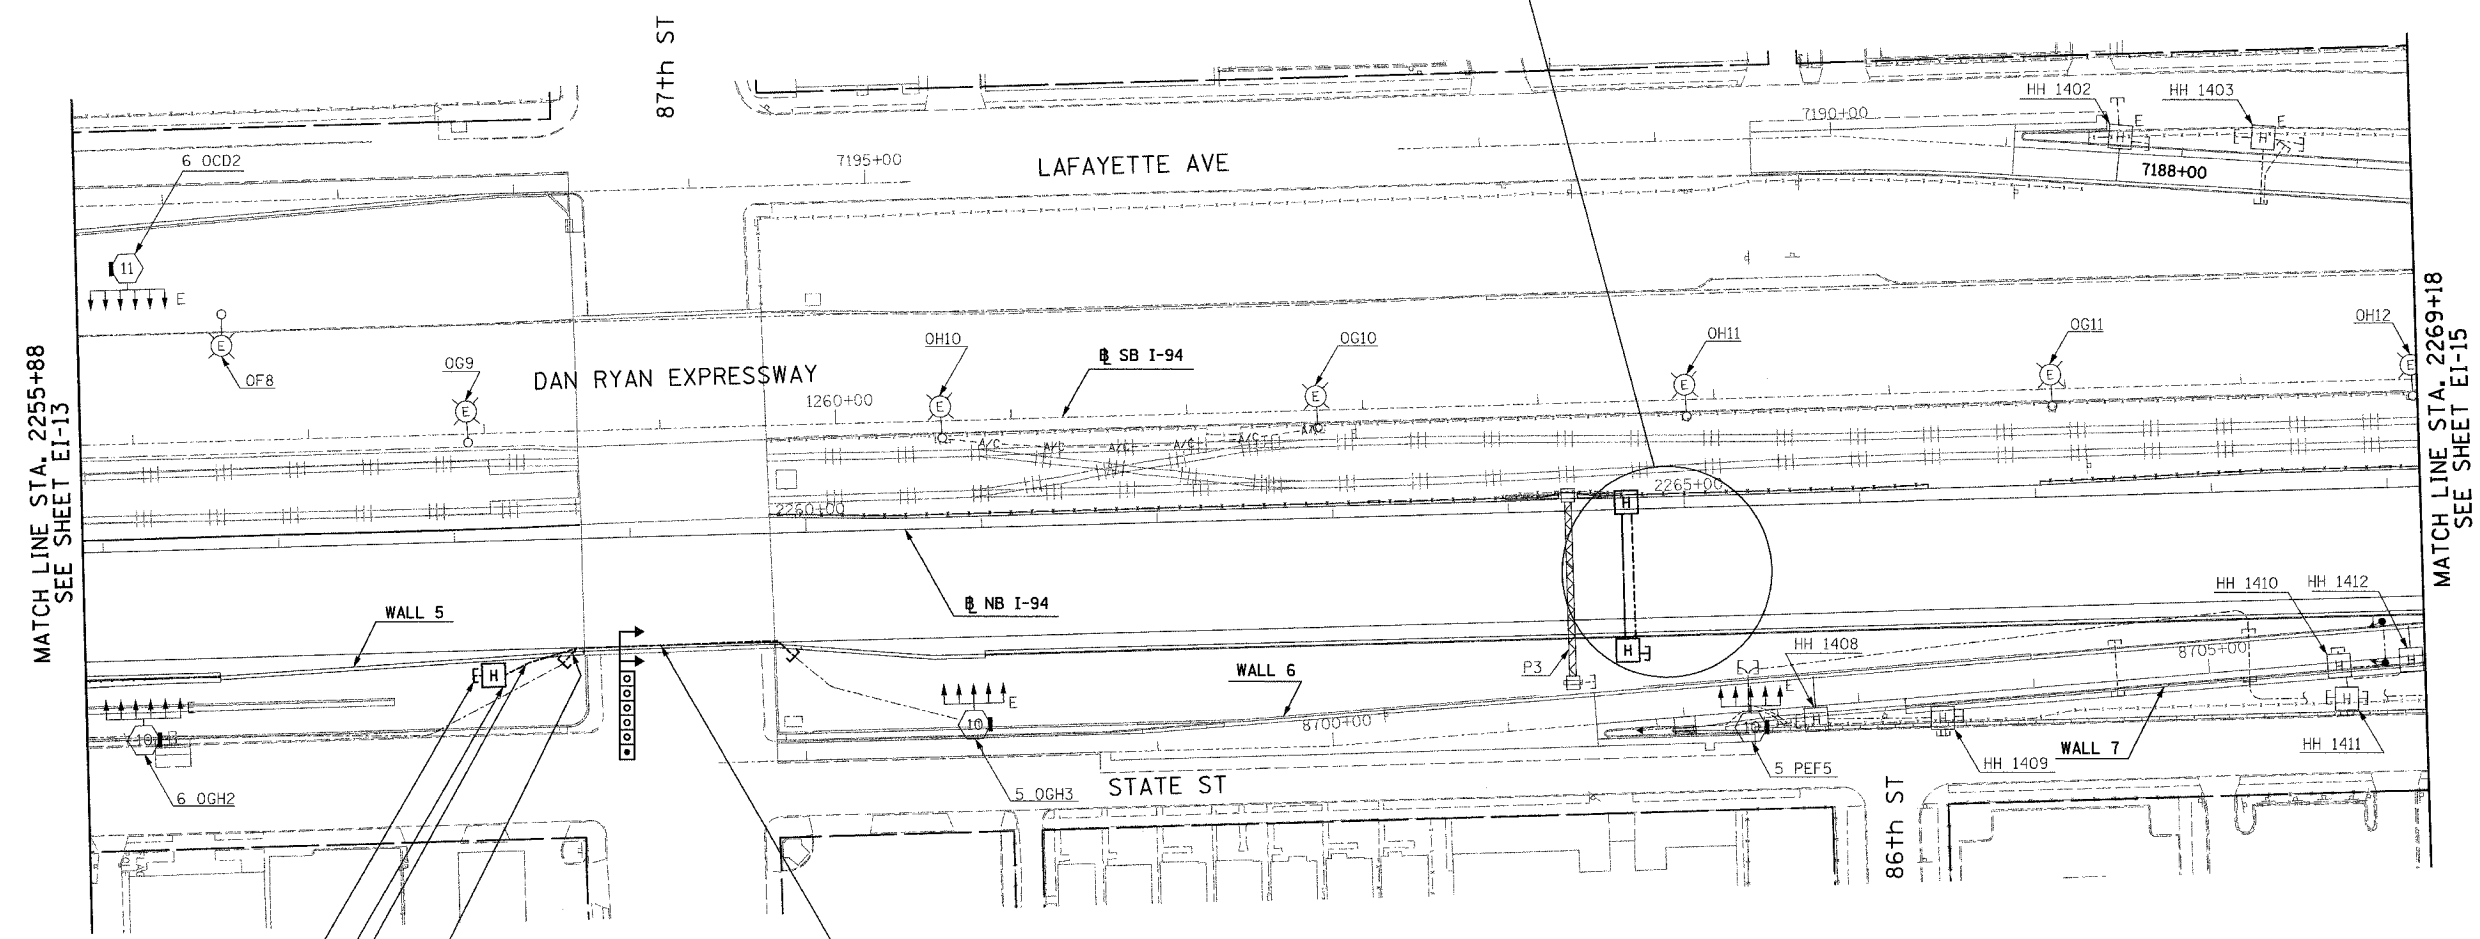 MATCH LINE STA. 2255+88
SEE SHEET EI-13
87th ST
6 OCD2
11
E
7195+00
LAFAYETTE AVE
7190+00
HH 1402
HH 1403
E
E
H
H
7188+00
OF8
E
OG9
E
DAN RYAN EXPRESSWAY
OH10
E
1260+00
℄ SB I-94
OG10
E
OH11
E
OG11
E
OH12
E
A/C
A/C
A/C
A/C
A/C
2260+00
2265+00
H
H
℄ NB I-94
WALL 5
H
10
6 OGH2
10
E
5 OGH3
WALL 6
P3
8700+00
STATE ST
HH 1408
E
H
10
5 PEF5
H
HH 1409
86th ST
WALL 7
8705+00
HH 1410
HH 1412
H
H
H
HH 1411
MATCH LINE STA. 2269+18
SEE SHEET EI-15